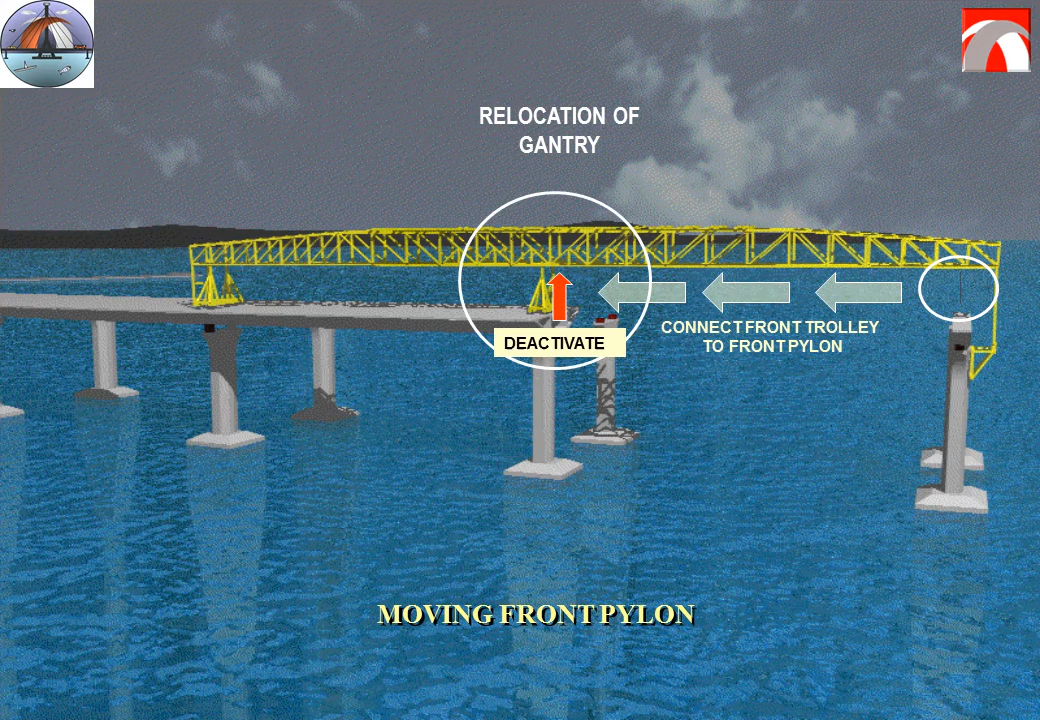 RELOCATION OF
GANTRY
DEACTIVATE
CONNECT FRONT TROLLEY
TO FRONT PYLON
MOVING FRONT PYLON